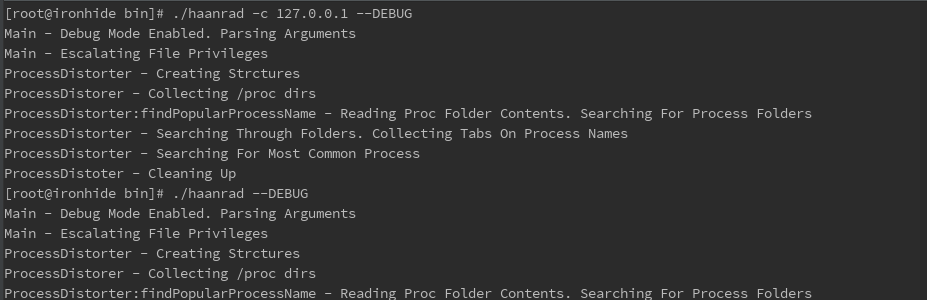 [root@ironhide bin]# ./haanrad -c 127.0.0.1 --DEBUG
Main - Debug Mode Enabled. Parsing Arguments
Main - Escalating File Privileges
ProcessDistorter - Creating Strctures
ProcessDistorer - Collecting /proc dirs
ProcessDistorter:findPopularProcessName - Reading Proc Folder Contents. Searching For Process Folders
ProcessDistorter - Searching Through Folders. Collecting Tabs On Process Names
ProcessDistorter - Searching For Most Common Process
ProcessDistoter - Cleaning Up
[root@ironhide bin]# ./haanrad --DEBUG
Main - Debug Mode Enabled. Parsing Arguments
Main - Escalating File Privileges
ProcessDistorter - Creating Strctures
ProcessDistorer - Collecting /proc dirs
ProcessDistorter:findPopularProcessName - Reading Proc Folder Contents. Searching For Process Folders